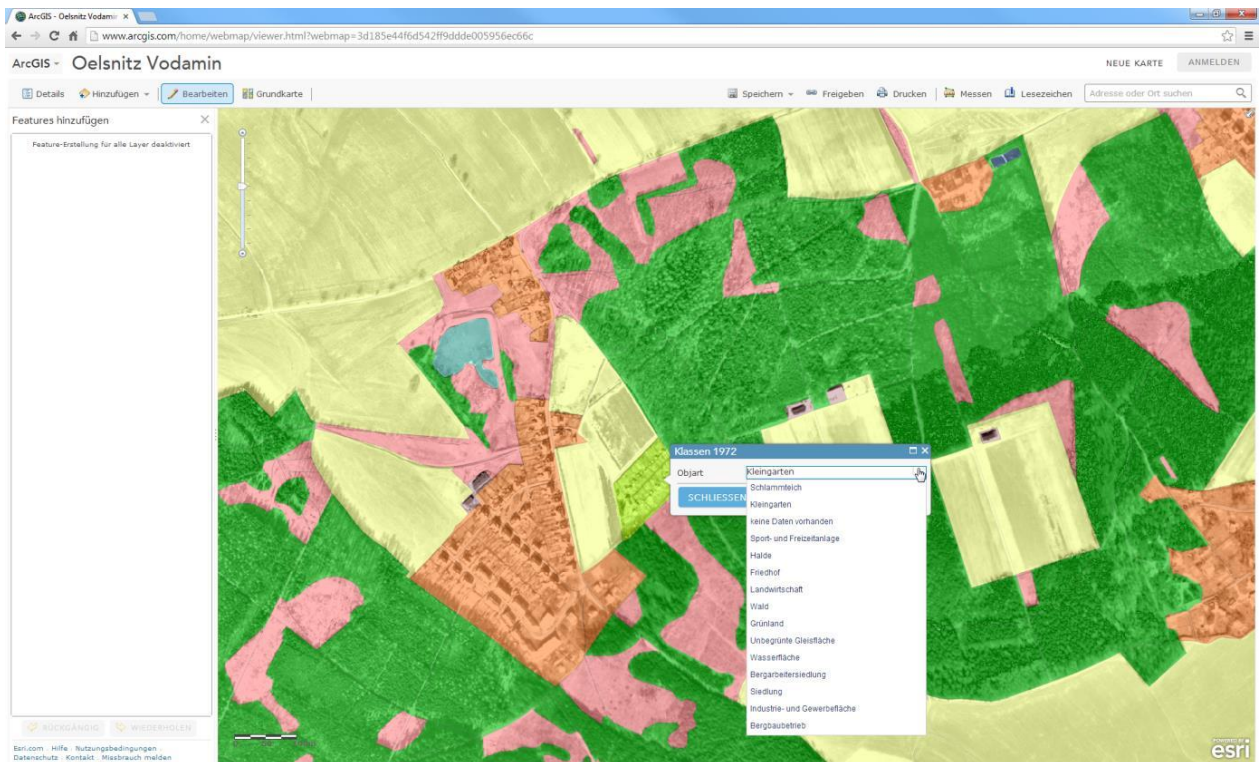 ArcGIS - Oelsnitz Vodami
www.arcgis.com/home/webmap/viewer.html?webmap=3d185e44f6d542ff9ddde005956ec66c
ArcGIS Oelsnitz Vodamin NEUE KARTE ANMELDEN
Details Hinzufügen Bearbeiten Grundkarte Speichern Freigeben Drucken Messen Lesezeichen Adresse oder Ort suchen
Features hinzufügen
Feature-Erstellung für alle Layer deaktiviert
Klassen 1972
Objart Kleingarten
SCHLIESSEN
Schlammteich
Kleingarten
keine Daten vorhanden
Sport- und Freizeitanlage
Halde
Friedhof
Landwirtschaft
Wald
Grünland
Unbegrünte Gleisfläche
Wasserfläche
Bergarbeitersiedlung
Siedlung
Industrie- und Gewerbefläche
Bergbaubetrieb
RÜCKGÄNGIG WIEDERHOLEN
Esri.com . Hilfe . Nutzungsbedingungen .
Datenschutz . Kontakt . Missbrauch melden
POWERED BY
esri